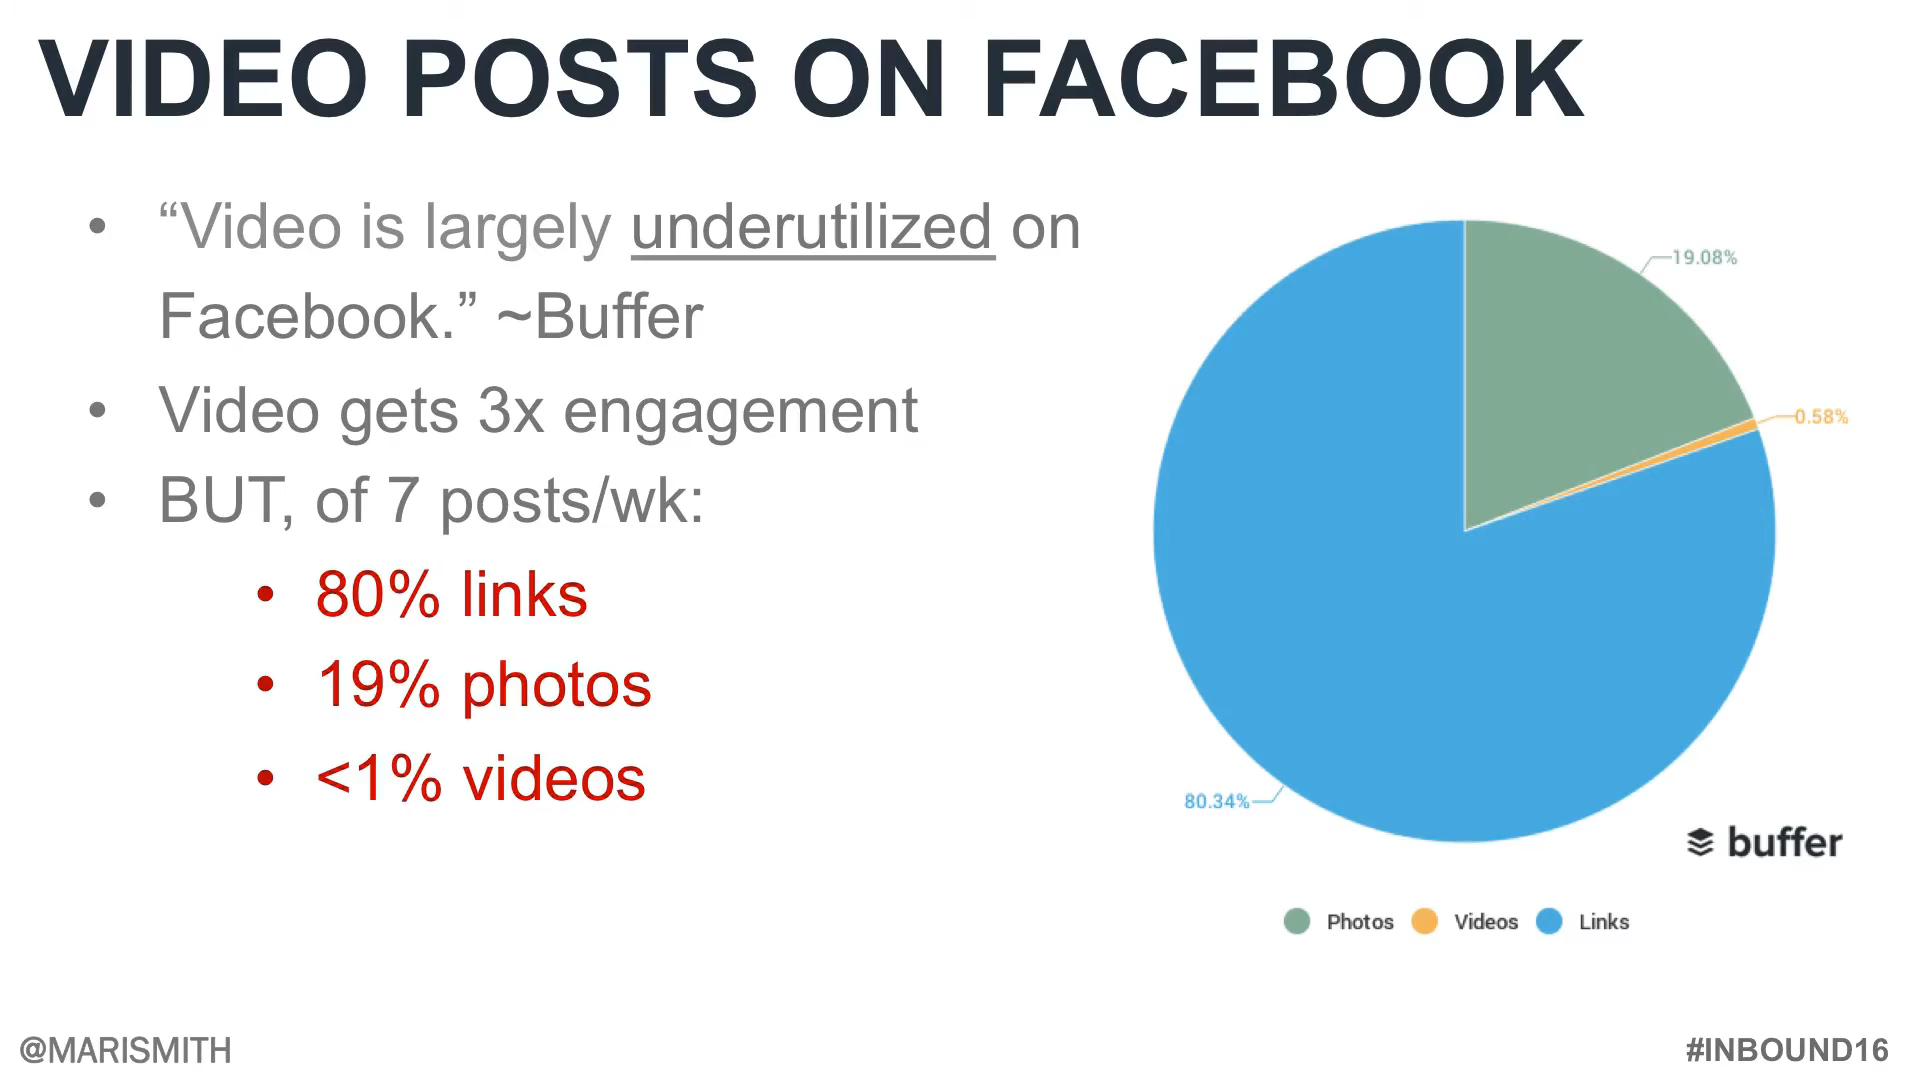 VIDEO POSTS ON FACEBOOK
• “Video is largely underutilized on
Facebook.” ~Buffer
• Video gets 3x engagement
• BUT, of 7 posts/wk:
• 80% links
• 19% photos
• <1% videos
19.08%
0.58%
80.34%
buffer
Photos Videos Links
@MARISMITH
#INBOUND16